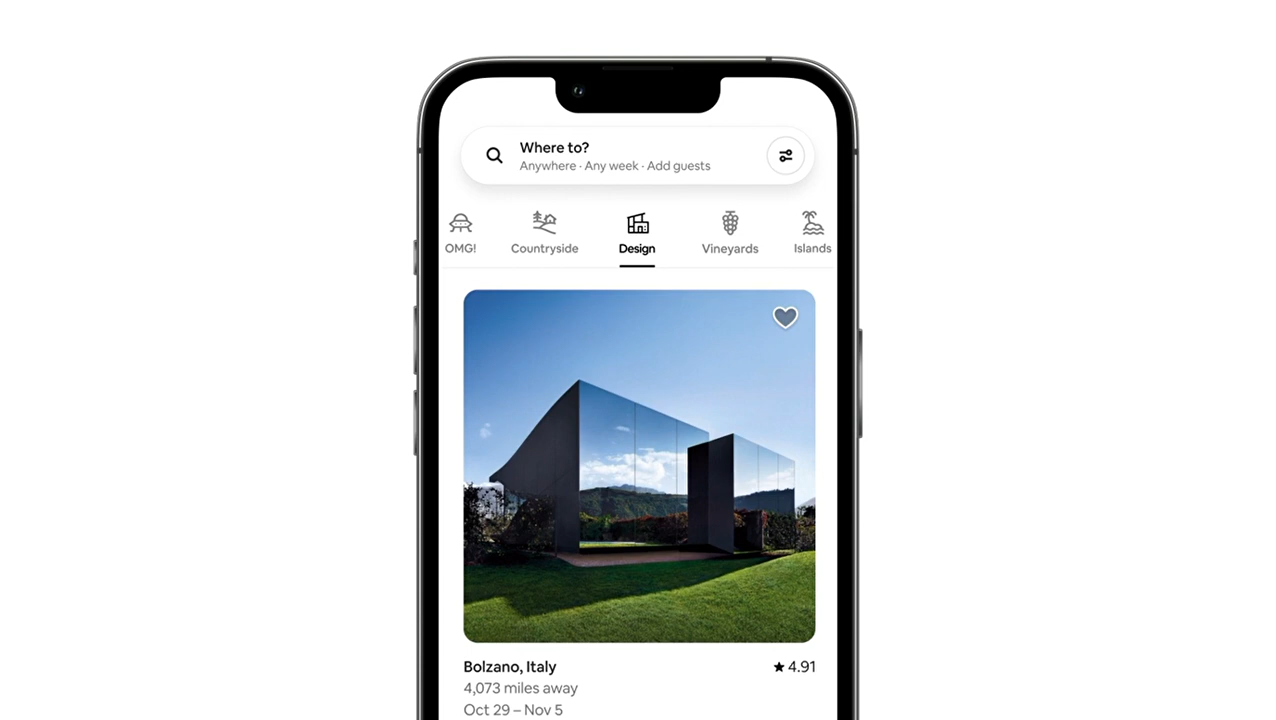 Where to?
Anywhere · Any week · Add guests
OMG!
Countryside
Design
Vineyards
Islands
Bolzano, Italy
★ 4.91
4,073 miles away
Oct 29 – Nov 5